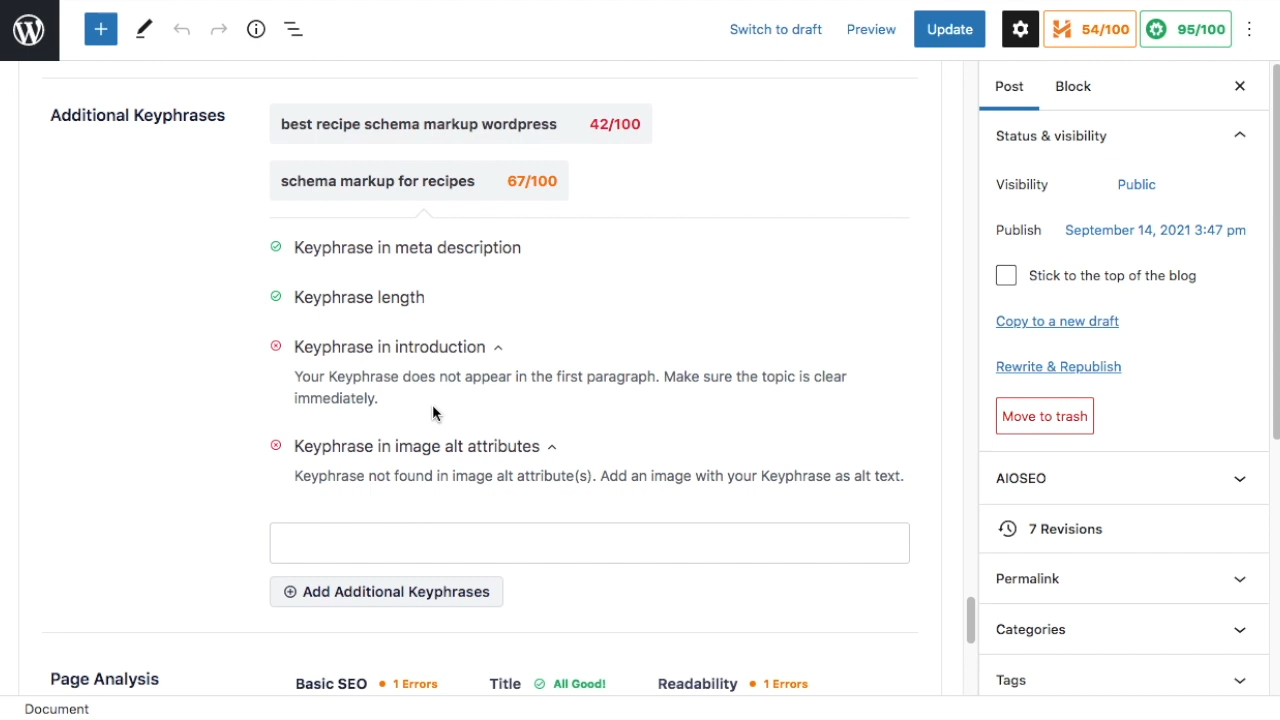 Switch to draft Preview Update 54/100 95/100
Additional Keyphrases
best recipe schema markup wordpress 42/100
schema markup for recipes 67/100
Keyphrase in meta description
Keyphrase length
Keyphrase in introduction
Your Keyphrase does not appear in the first paragraph. Make sure the topic is clear
immediately.
Keyphrase in image alt attributes
Keyphrase not found in image alt attribute(s). Add an image with your Keyphrase as alt text.
Add Additional Keyphrases
Page Analysis
Basic SEO 1 Errors Title All Good! Readability 1 Errors
Post Block
Status & visibility
Visibility Public
Publish September 14, 2021 3:47 pm
Stick to the top of the blog
Copy to a new draft
Rewrite & Republish
Move to trash
AIOSEO
7 Revisions
Permalink
Categories
Tags
Document